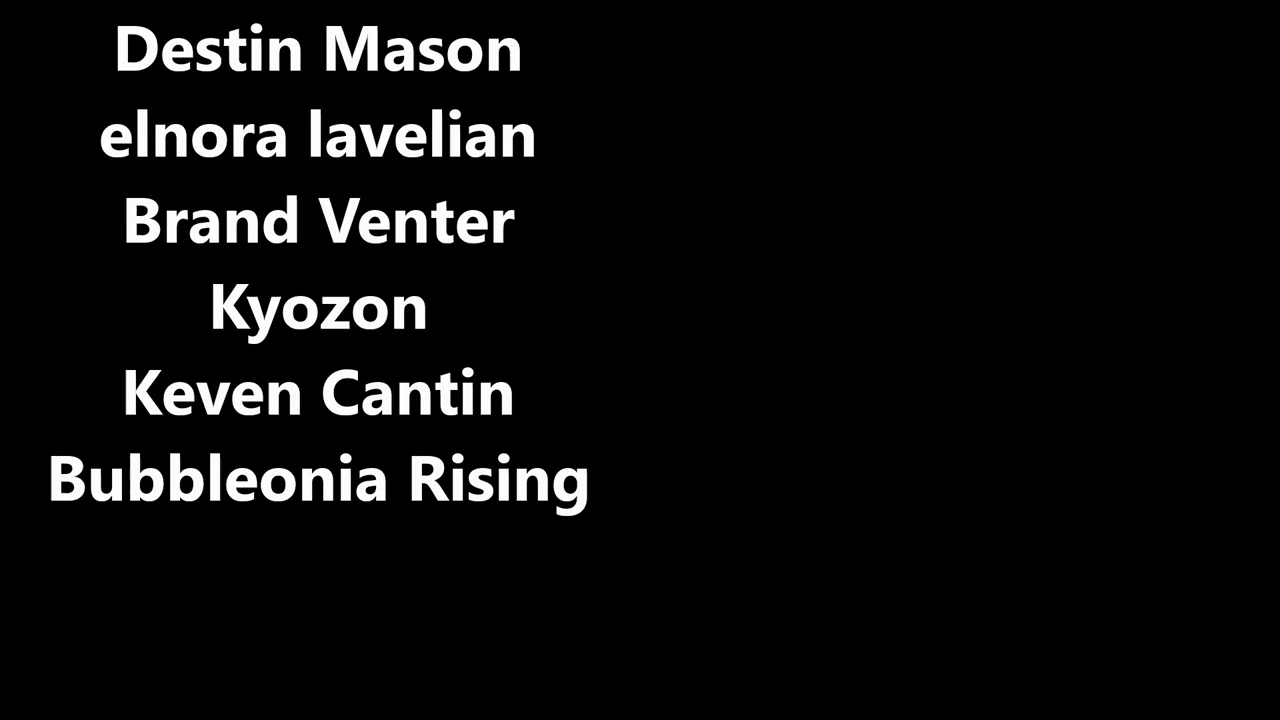 Destin Mason
elnora lavelian
Brand Venter
Kyozon
Keven Cantin
Bubbleonia Rising